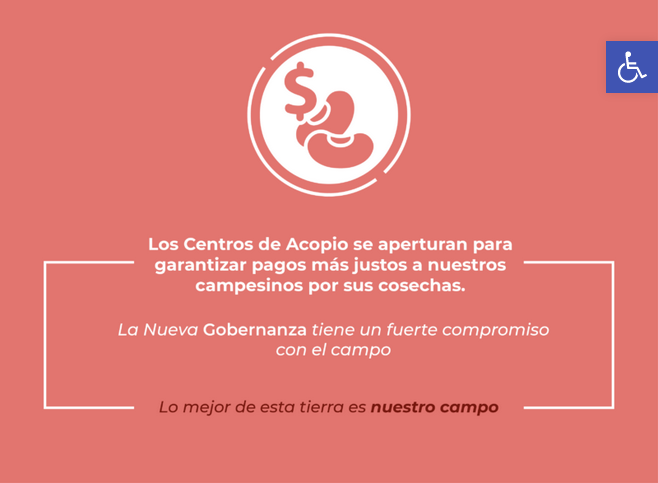 $
Los Centros de Acopio se aperturan para
garantizar pagos más justos a nuestros
campesinos por sus cosechas.
La Nueva Gobernanza tiene un fuerte compromiso
con el campo
Lo mejor de esta tierra es nuestro campo